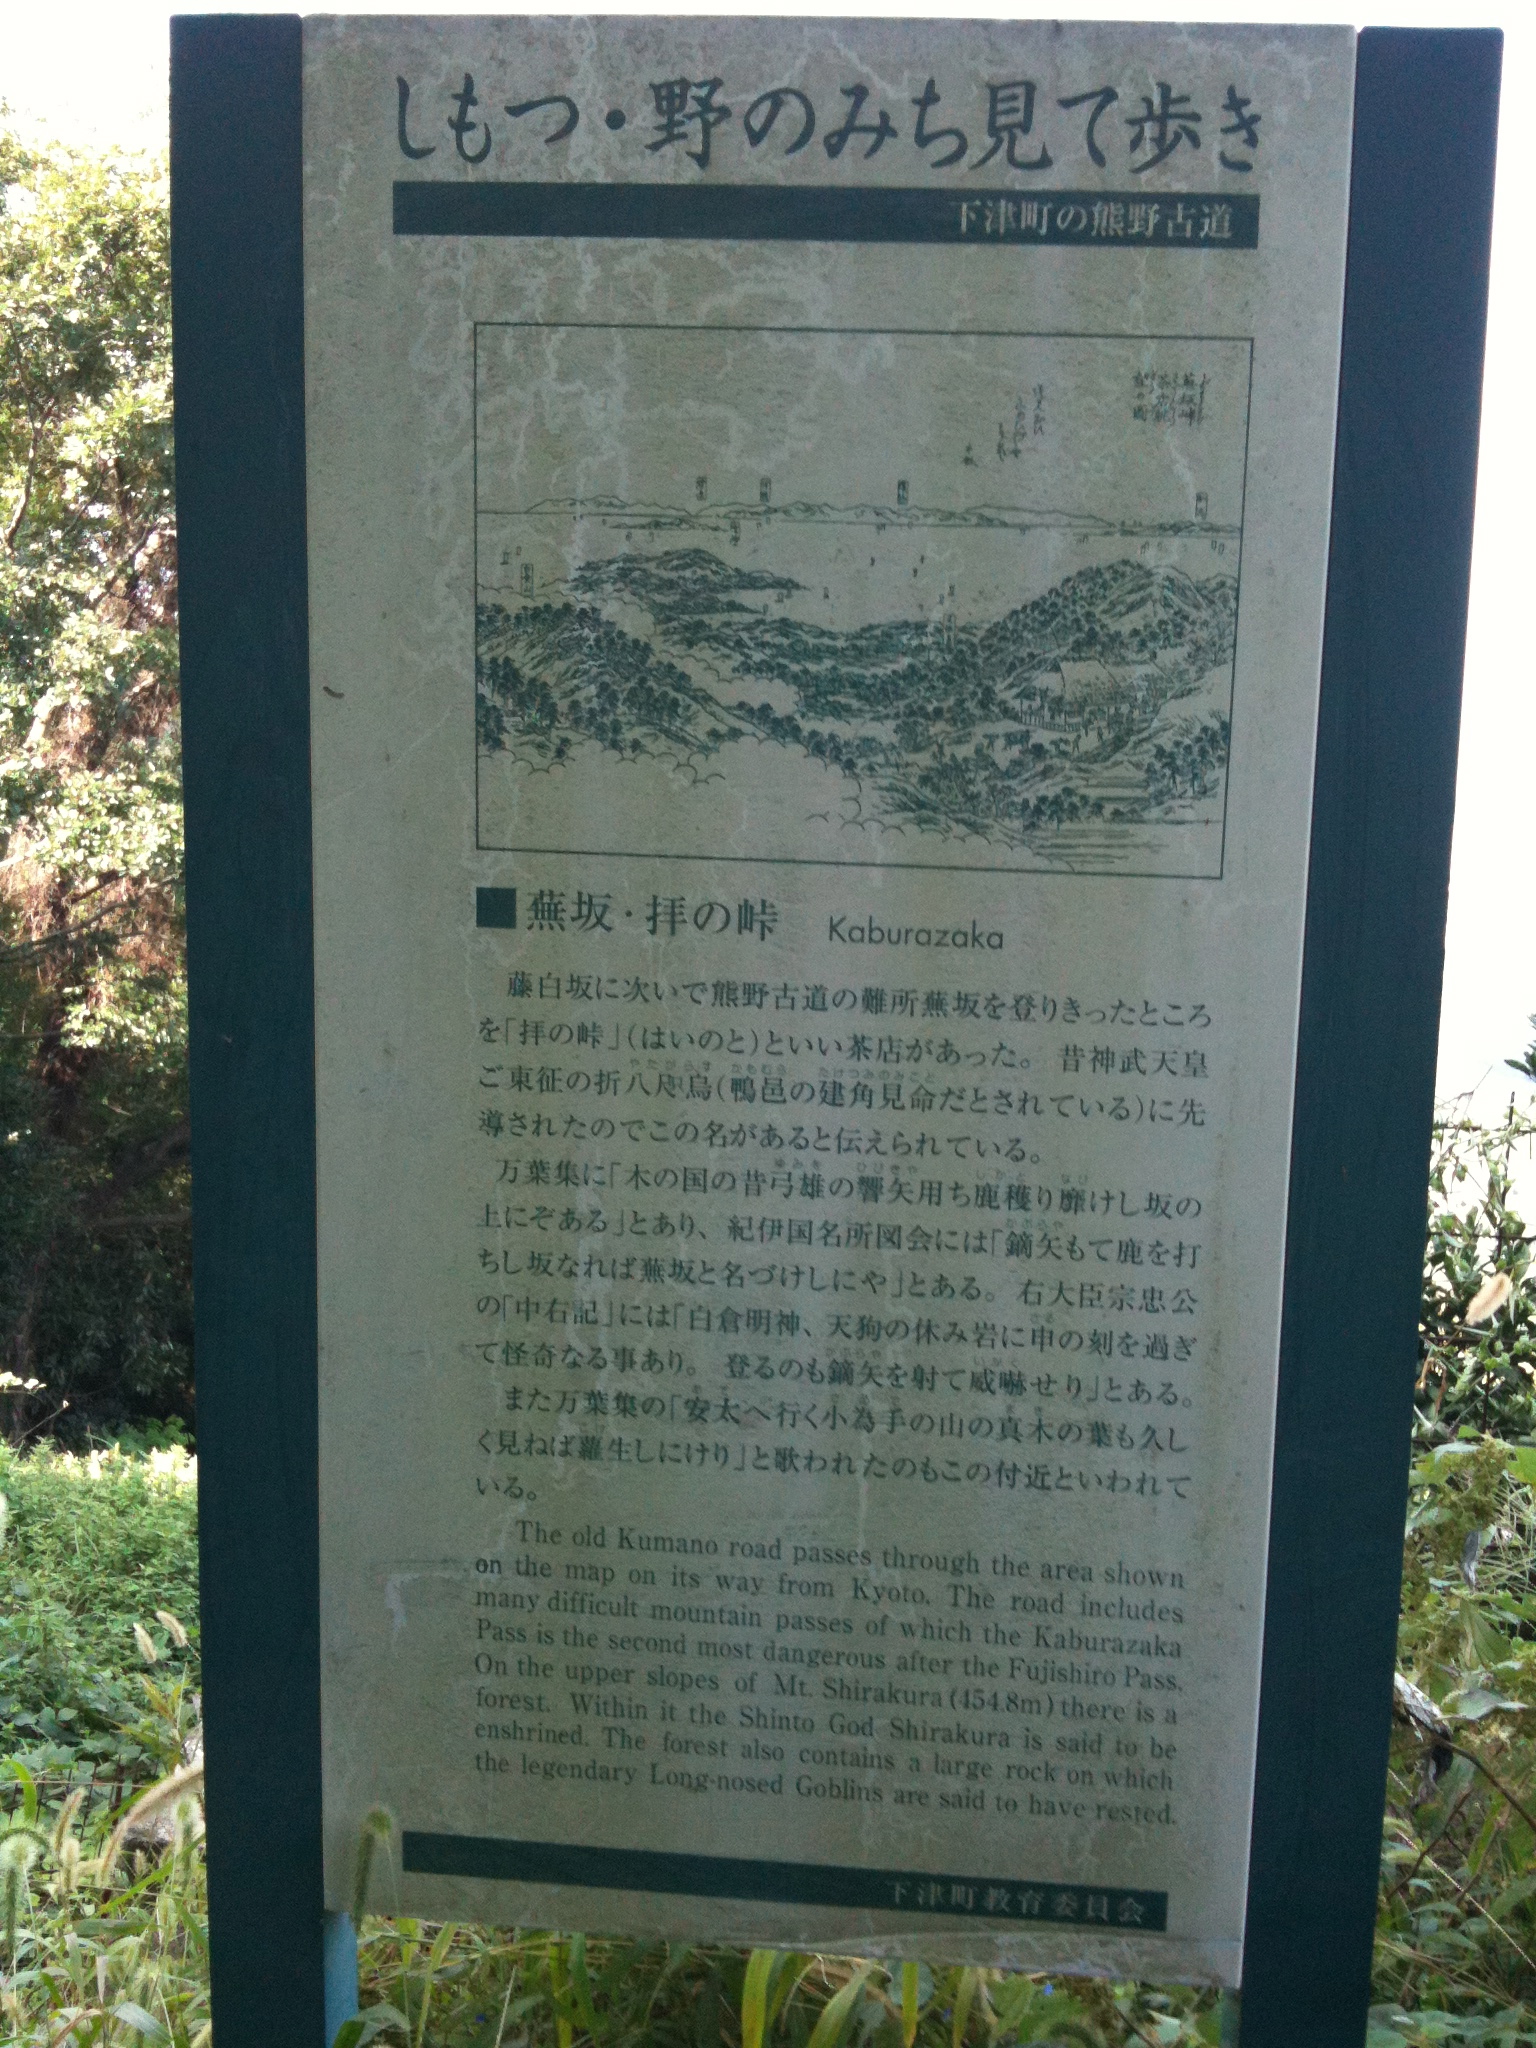 しもつ・野のみち見て歩き
下津町の熊野古道
■蕪坂・拝の峠 Kaburazaka
藤白坂に次いで熊野古道の難所蕪坂を登りきったところ
を「拝の峠」(はいのと)といい茶店があった。昔神武天皇
ご東征の折八咫烏(鴨邑の建角見命だとされている)に先
導されたのでこの名があると伝えられている。
万葉集に「木の国の昔弓雄の響矢用ち鹿穫り靡けし坂の
上にぞある」とあり、紀伊国名所図会には「鏑矢もて鹿を打
ちし坂なれば蕪坂と名づけしにや」とある。右大臣宗忠公
の「中右記」には「白倉明神、天狗の休み岩に申の刻を過ぎ
て怪奇なる事あり。登るのも鏑矢を射て威嚇せり」とある。
また万葉集の「安太へ行く小為手の山の真木の葉も久し
く見ねば蘿生しにけり」と歌われたのもこの付近といわれて
いる。
The old Kumano road passes through the area shown
on the map on its way from Kyoto. The road includes
many difficult mountain passes of which the Kaburazaka
Pass is the second most dangerous after the Fujishiro Pass.
On the upper slopes of Mt. Shirakura (454.8m) there is a
forest. Within it the Shinto God Shirakura is said to be
enshrined. The forest also contains a large rock on which
the legendary Long-nosed Goblins are said to have rested.
下津町教育委員会